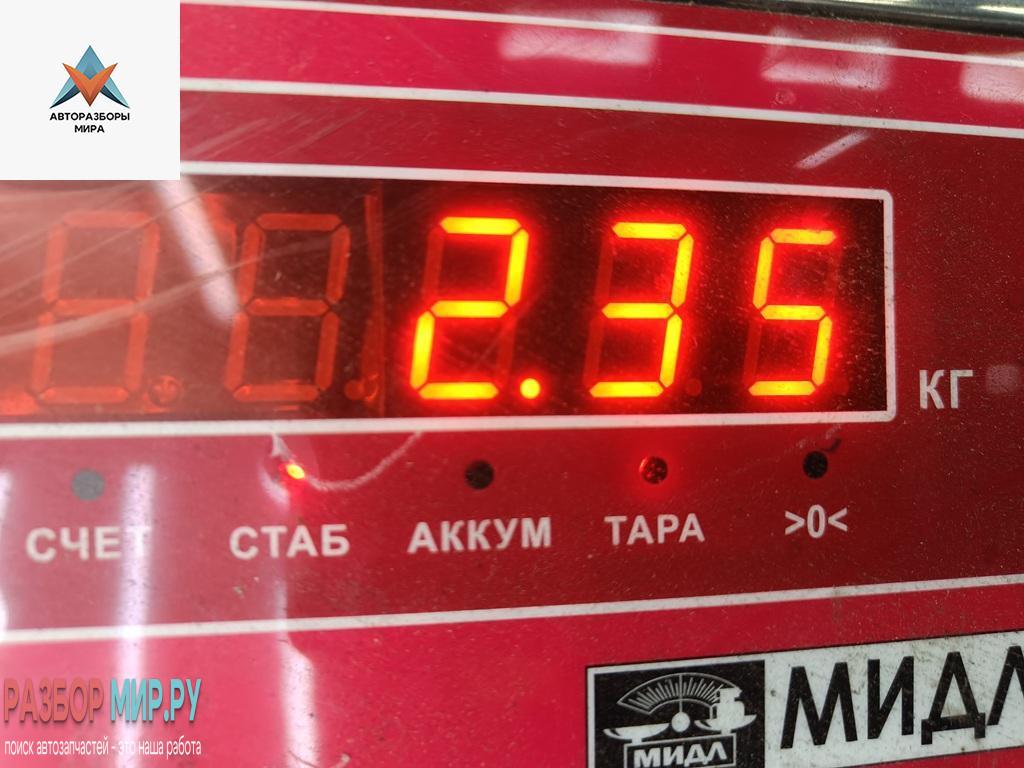 АВТОРАЗБОРЫ
МИРА
2.35
КГ
СЧЕТ СТАБ АККУМ ТАРА >0<
РАЗБОР МИР.РУ
поиск автозапчастей - это наша работа
МИДЛ
МИДЛ